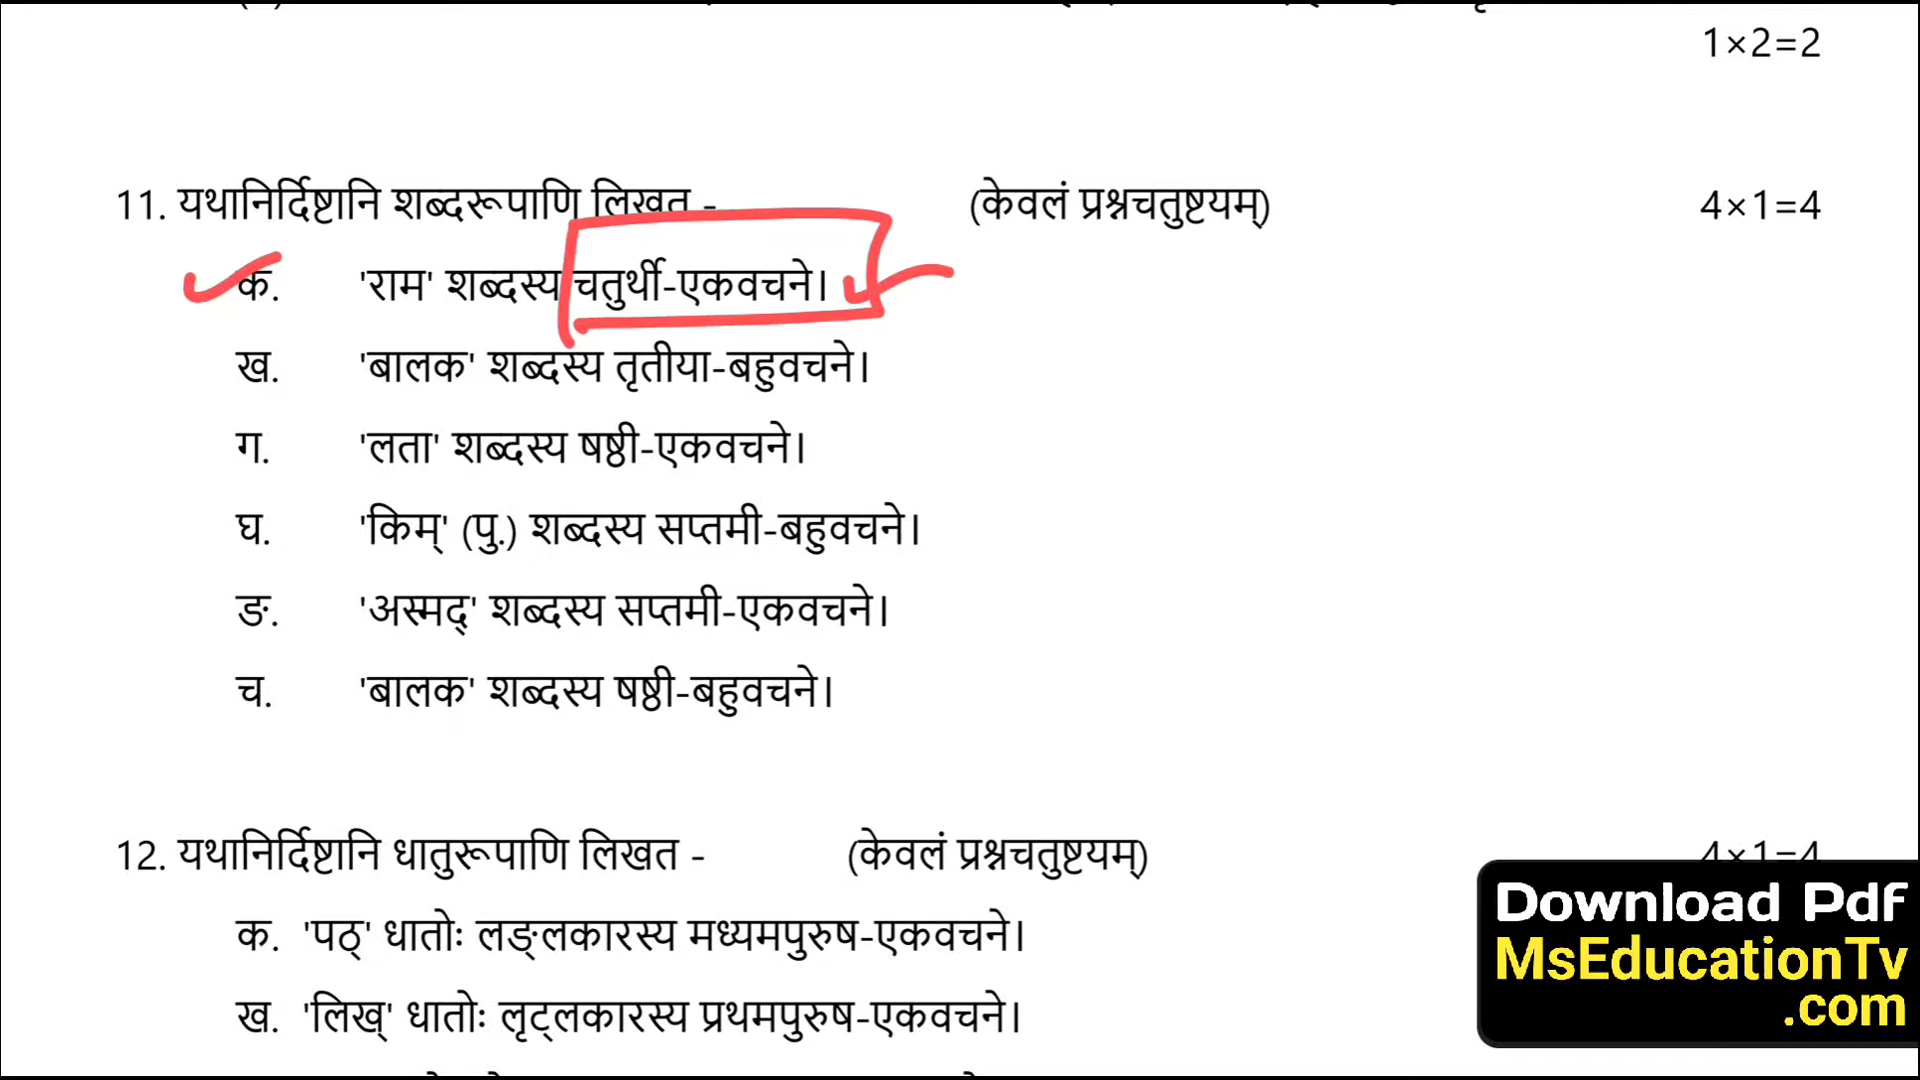 1×2=2
11. यथानिर्दिष्टानि शब्दरूपाणि लिखत - (केवलं प्रश्नचतुष्टयम्) 4×1=4
क. 'राम' शब्दस्य चतुर्थी-एकवचने।
ख. 'बालक' शब्दस्य तृतीया-बहुवचने।
ग. 'लता' शब्दस्य षष्ठी-एकवचने।
घ. 'किम्' (पु.) शब्दस्य सप्तमी-बहुवचने।
ङ. 'अस्मद्' शब्दस्य सप्तमी-एकवचने।
च. 'बालक' शब्दस्य षष्ठी-बहुवचने।
12. यथानिर्दिष्टानि धातुरूपाणि लिखत - (केवलं प्रश्नचतुष्टयम्) 4×1=4
क. 'पठ्' धातोः लङ्लकारस्य मध्यमपुरुष-एकवचने।
ख. 'लिख्' धातोः लृट्लकारस्य प्रथमपुरुष-एकवचने।
Download Pdf
MsEducationTv
.com